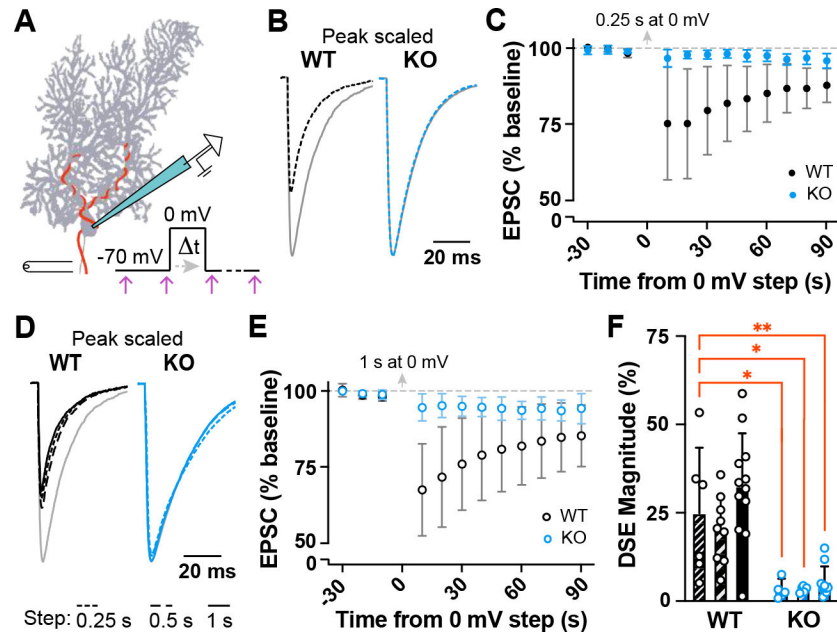 A
0 mV
-70 mV
Δt
B
Peak scaled
WT KO
20 ms
C
0.25 s at 0 mV
EPSC (% baseline)
100
75
50
0
WT
KO
-30 0 30 60 90
Time from 0 mV step (s)
D
Peak scaled
WT KO
20 ms
Step: 0.25 s 0.5 s 1 s
E
1 s at 0 mV
EPSC (% baseline)
100
75
50
0
WT
KO
-30 0 30 60 90
Time from 0 mV step (s)
F
DSE Magnitude (%)
75
50
25
0
**
*
*
WT KO